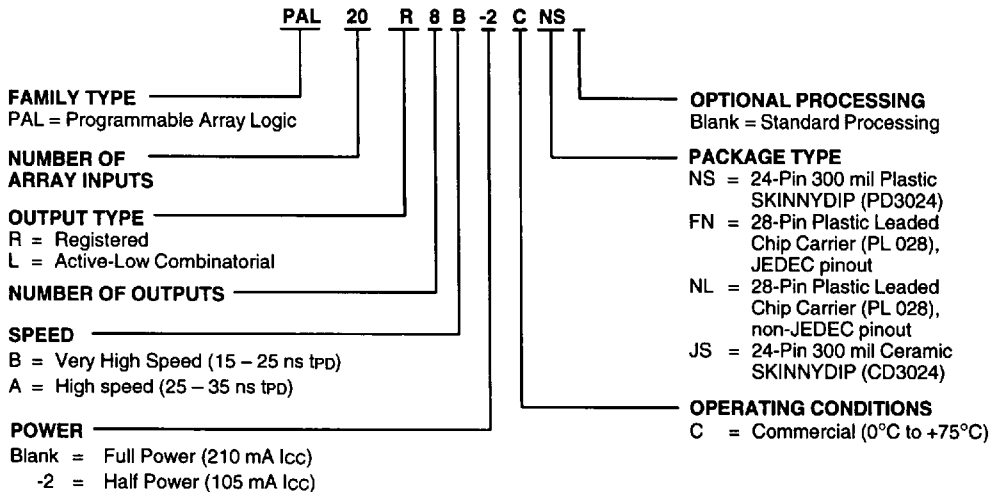 PAL 20 R 8 B -2 C NS
FAMILY TYPE
PAL = Programmable Array Logic
NUMBER OF
ARRAY INPUTS
OUTPUT TYPE
R = Registered
L = Active-Low Combinatorial
NUMBER OF OUTPUTS
SPEED
B = Very High Speed (15 – 25 ns tPD)
A = High speed (25 – 35 ns tPD)
POWER
Blank = Full Power (210 mA ICC)
-2 = Half Power (105 mA ICC)
OPTIONAL PROCESSING
Blank = Standard Processing
PACKAGE TYPE
NS = 24-Pin 300 mil Plastic
SKINNYDIP (PD3024)
FN = 28-Pin Plastic Leaded
Chip Carrier (PL 028),
JEDEC pinout
NL = 28-Pin Plastic Leaded
Chip Carrier (PL 028),
non-JEDEC pinout
JS = 24-Pin 300 mil Ceramic
SKINNYDIP (CD3024)
OPERATING CONDITIONS
C = Commercial (0°C to +75°C)